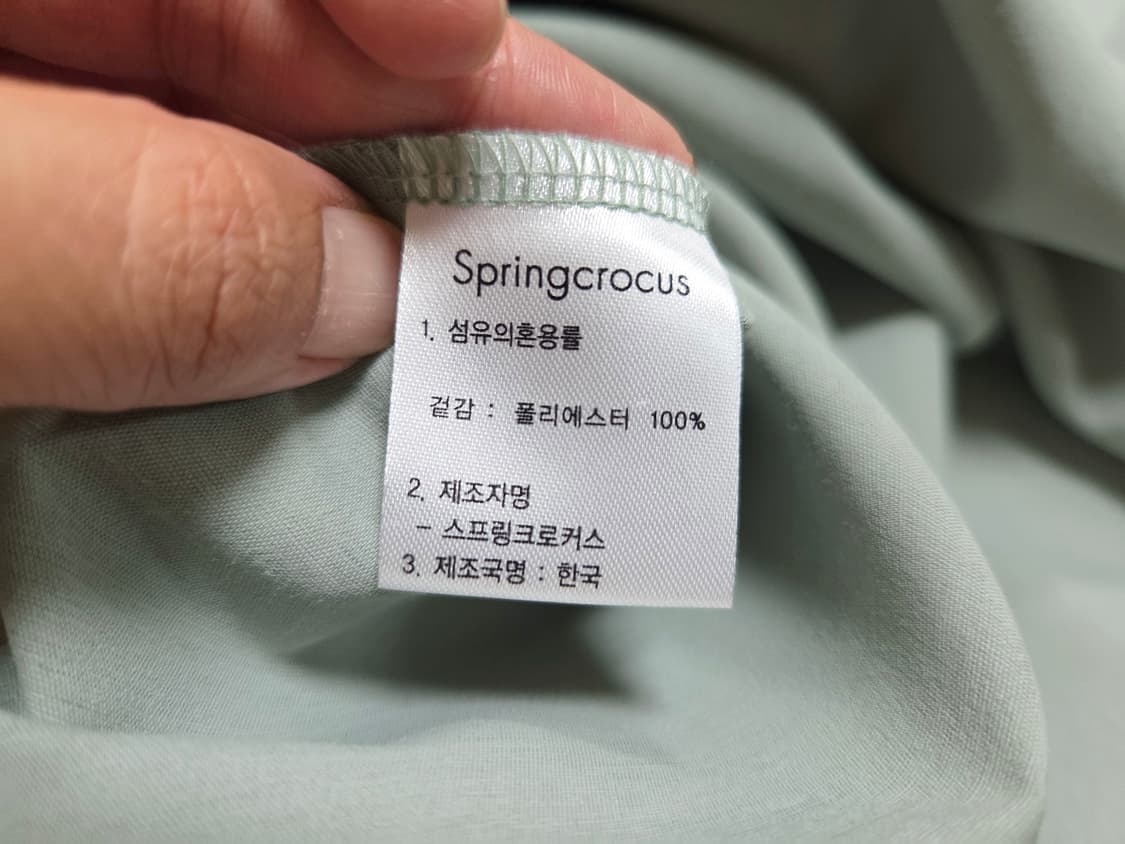 Springcrocus
1. 섬유의혼용률
겉감 : 폴리에스터 100%
2. 제조자명
- 스프링크로커스
3. 제조국명 : 한국